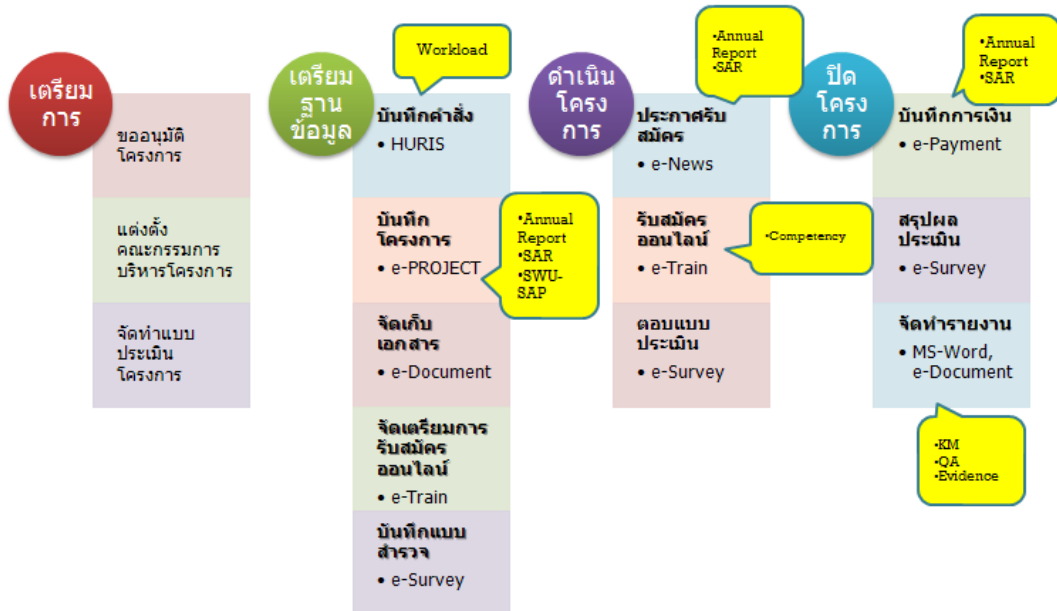 เตรียม
การ
ขออนุมัติ
โครงการ
แต่งตั้ง
คณะกรรมการ
บริหารโครงการ
จัดทำแบบ
ประเมิน
โครงการ
เตรียม
ฐาน
ข้อมูล
Workload
บันทึกคำสั่ง
• HURIS
บันทึก
โครงการ
• e-PROJECT
•Annual
Report
•SAR
•SWU-
SAP
จัดเก็บ
เอกสาร
• e-Document
จัดเตรียมการ
รับสมัคร
ออนไลน์
• e-Train
บันทึกแบบ
สำรวจ
• e-Survey
ดำเนิน
โครง
การ
•Annual
Report
•SAR
ประกาศรับ
สมัคร
• e-News
รับสมัคร
ออนไลน์
• e-Train
•Competency
ตอบแบบ
ประเมิน
• e-Survey
ปิด
โครง
การ
•Annual
Report
•SAR
บันทึกการเงิน
• e-Payment
สรุปผล
ประเมิน
• e-Survey
จัดทำรายงาน
• MS-Word,
e-Document
•KM
•QA
•Evidence